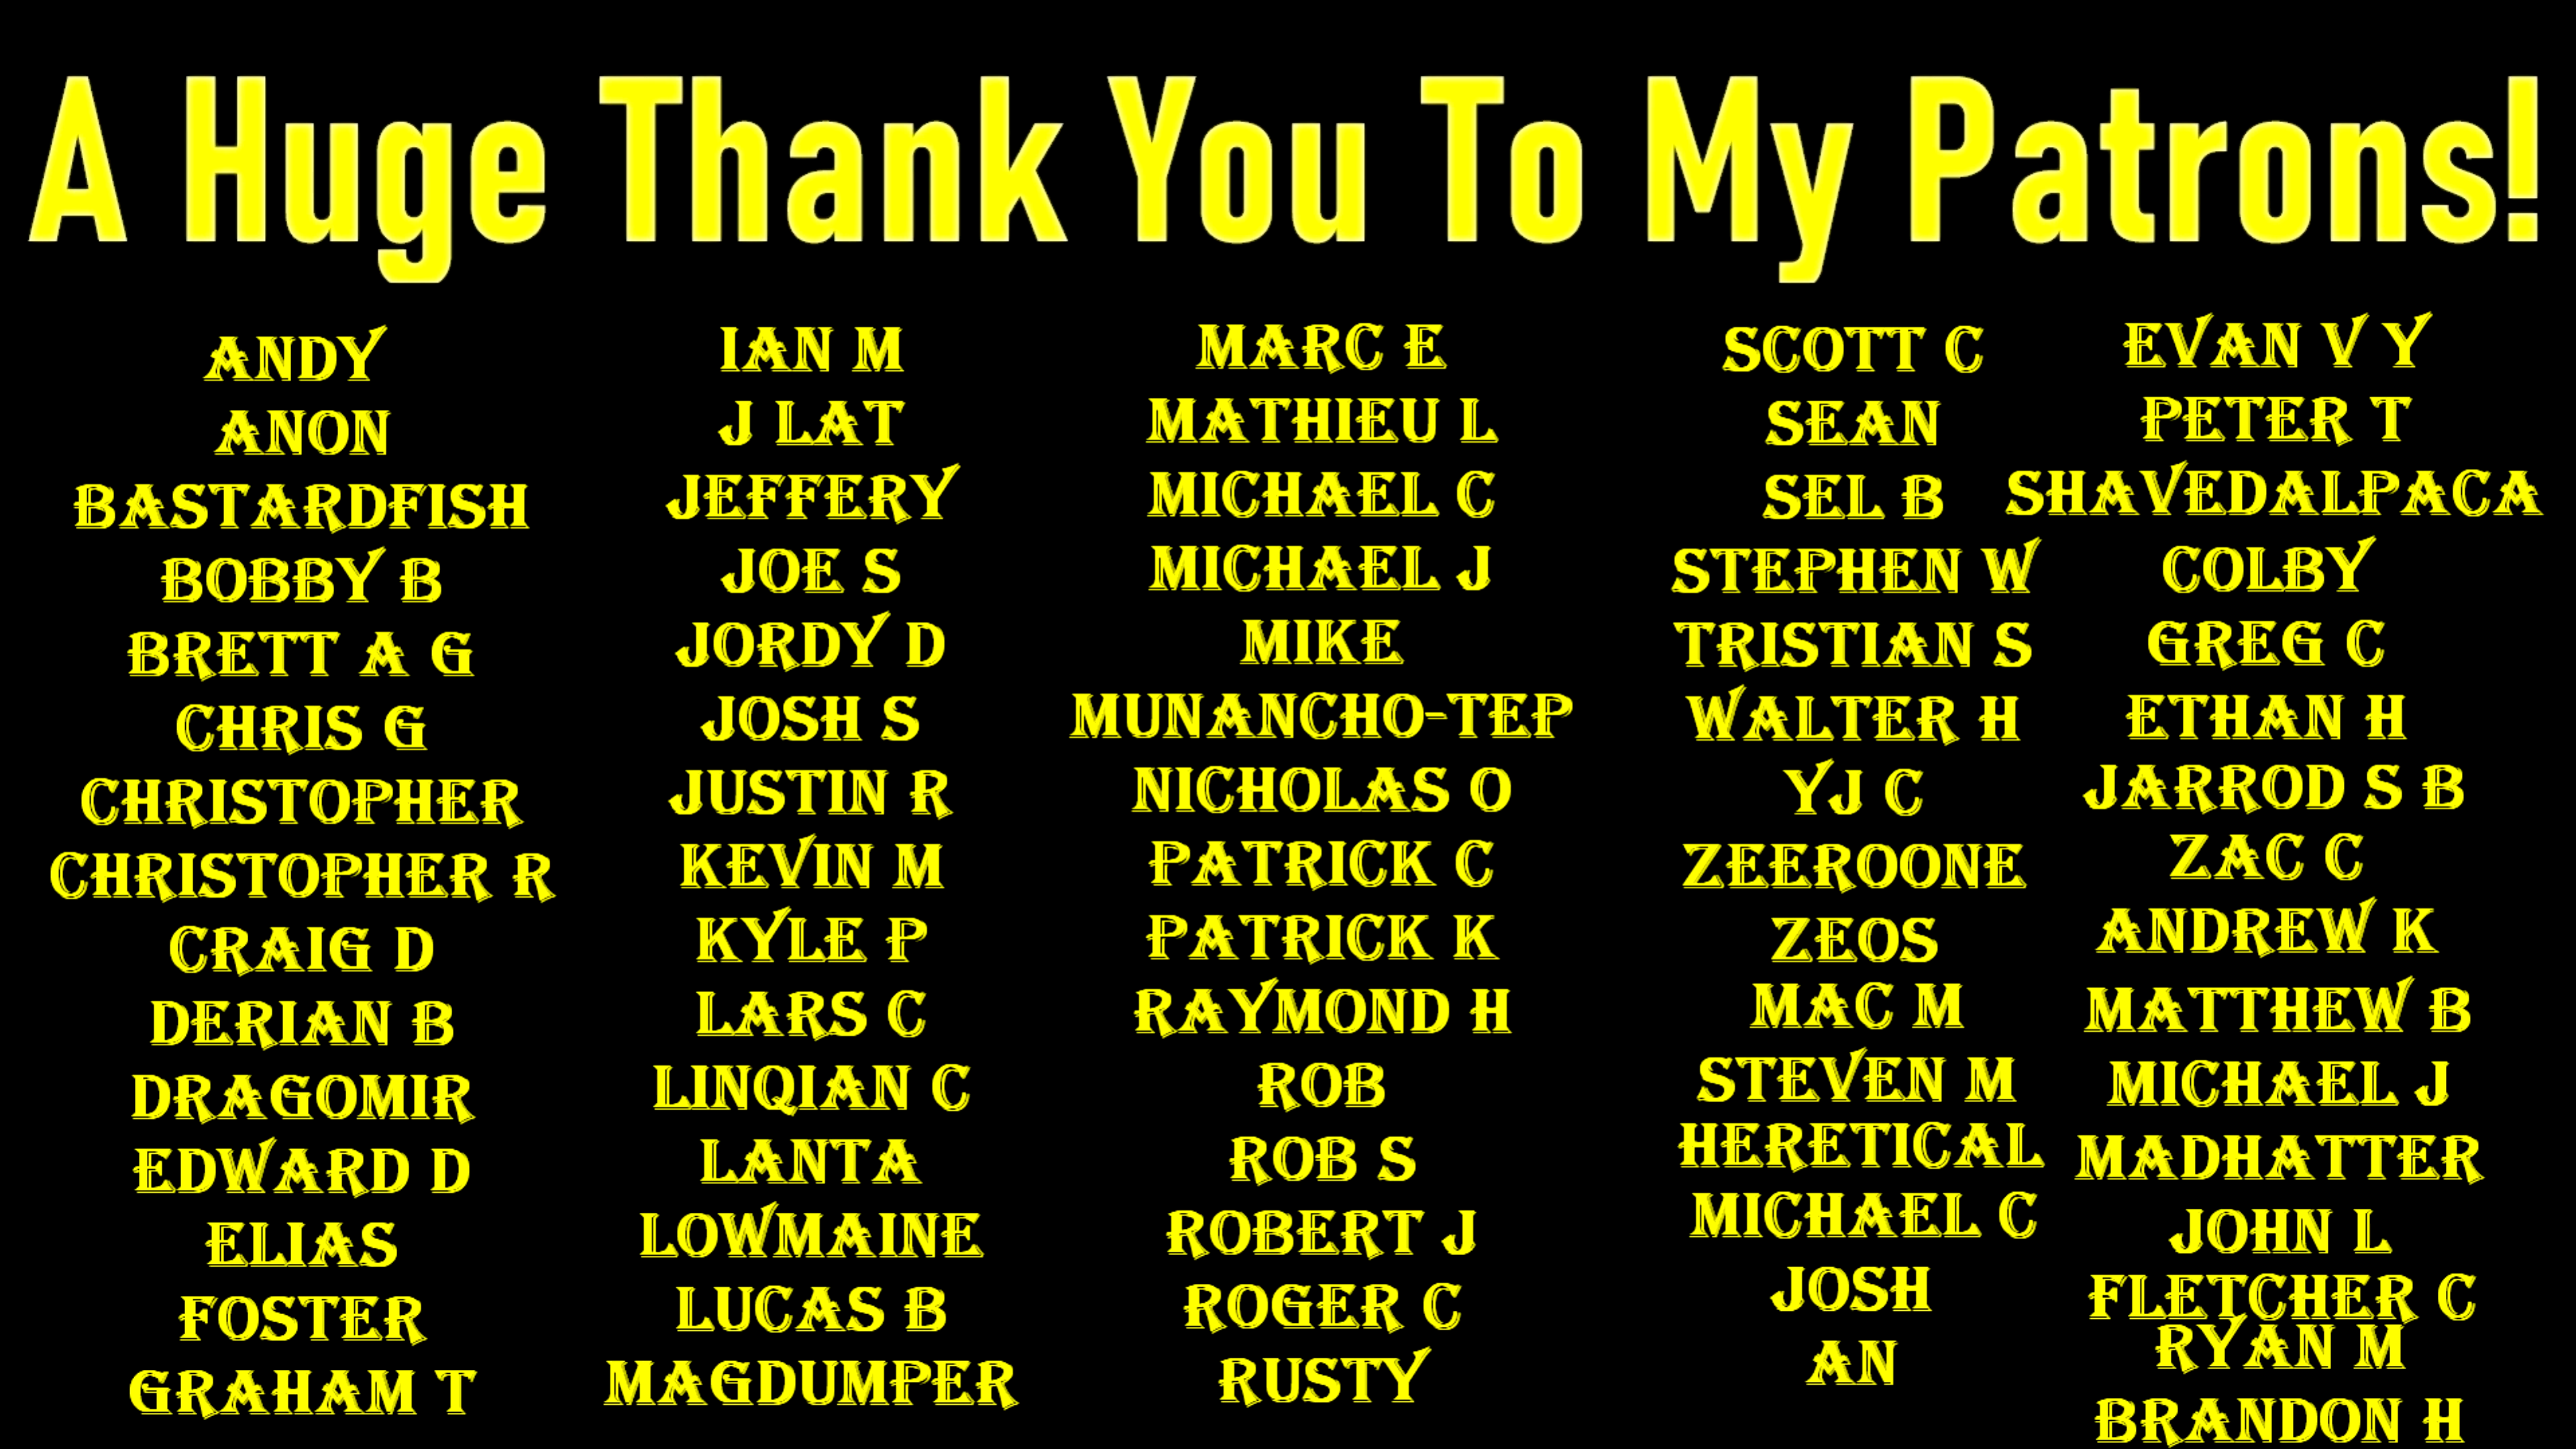 A Huge Thank You To My Patrons!
ANDY
ANON
BASTARDFISH
BOBBY B
BRETT A G
CHRIS G
CHRISTOPHER
CHRISTOPHER R
CRAIG D
DERIAN B
DRAGOMIR
EDWARD D
ELIAS
FOSTER
GRAHAM T
IAN M
J LAT
JEFFERY
JOE S
JORDY D
JOSH S
JUSTIN R
KEVIN M
KYLE P
LARS C
LINQIAN C
LANTA
LOWMAINE
LUCAS B
MAGDUMPER
MARC E
MATHIEU L
MICHAEL C
MICHAEL J
MIKE
MUNANCHO-TEP
NICHOLAS O
PATRICK C
PATRICK K
RAYMOND H
ROB
ROB S
ROBERT J
ROGER C
RUSTY
SCOTT C
SEAN
SEL B
STEPHEN W
TRISTIAN S
WALTER H
YJ C
ZEEROONE
ZEOS
MAC M
STEVEN M
HERETICAL
MICHAEL C
JOSH
AN
EVAN V Y
PETER T
SHAVEDALPACA
COLBY
GREG C
ETHAN H
JARROD S B
ZAC C
ANDREW K
MATTHEW B
MICHAEL J
MADHATTER
JOHN L
FLETCHER C
RYAN M
BRANDON H